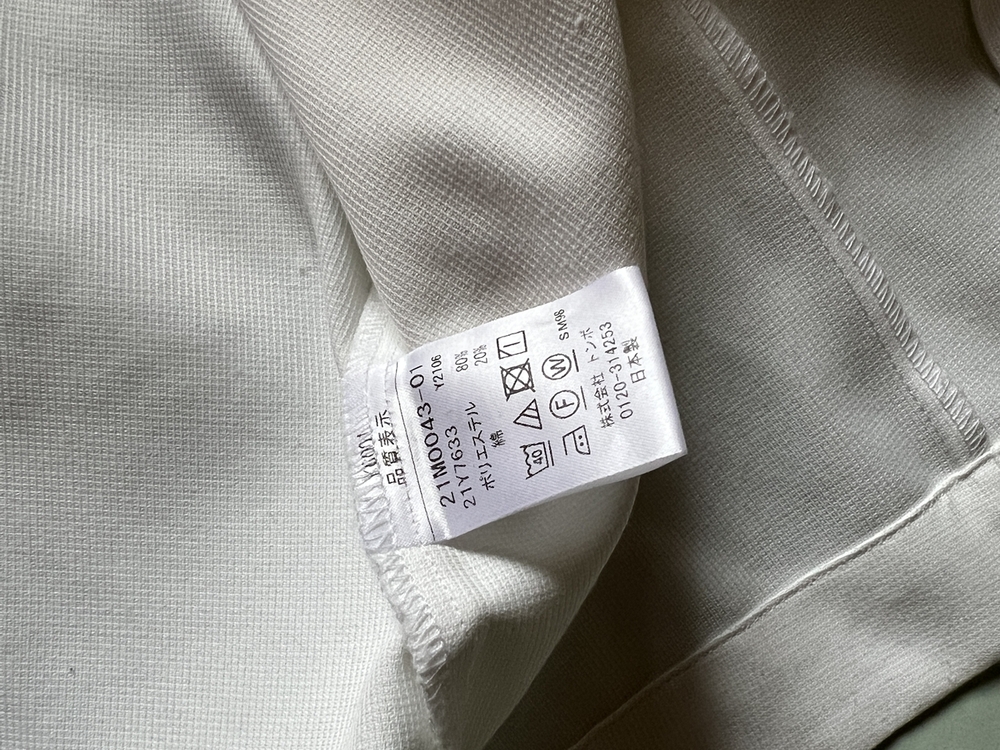 品質表示
21M0043-01
21Y7633 Y2106
ポリエステル 80%
綿 20%
40
F W SM96
株式会社 トンボ
0120-314253
日本製